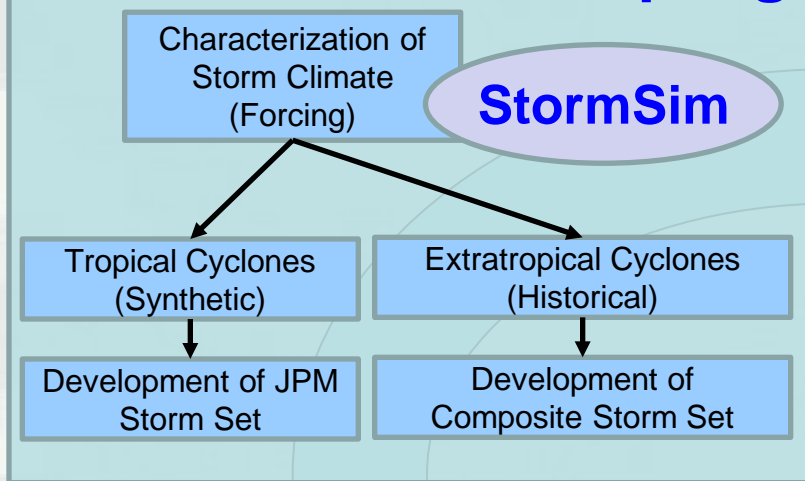 Characterization of
Storm Climate
(Forcing)
StormSim
Tropical Cyclones
(Synthetic)
Extratropical Cyclones
(Historical)
Development of JPM
Storm Set
Development of
Composite Storm Set